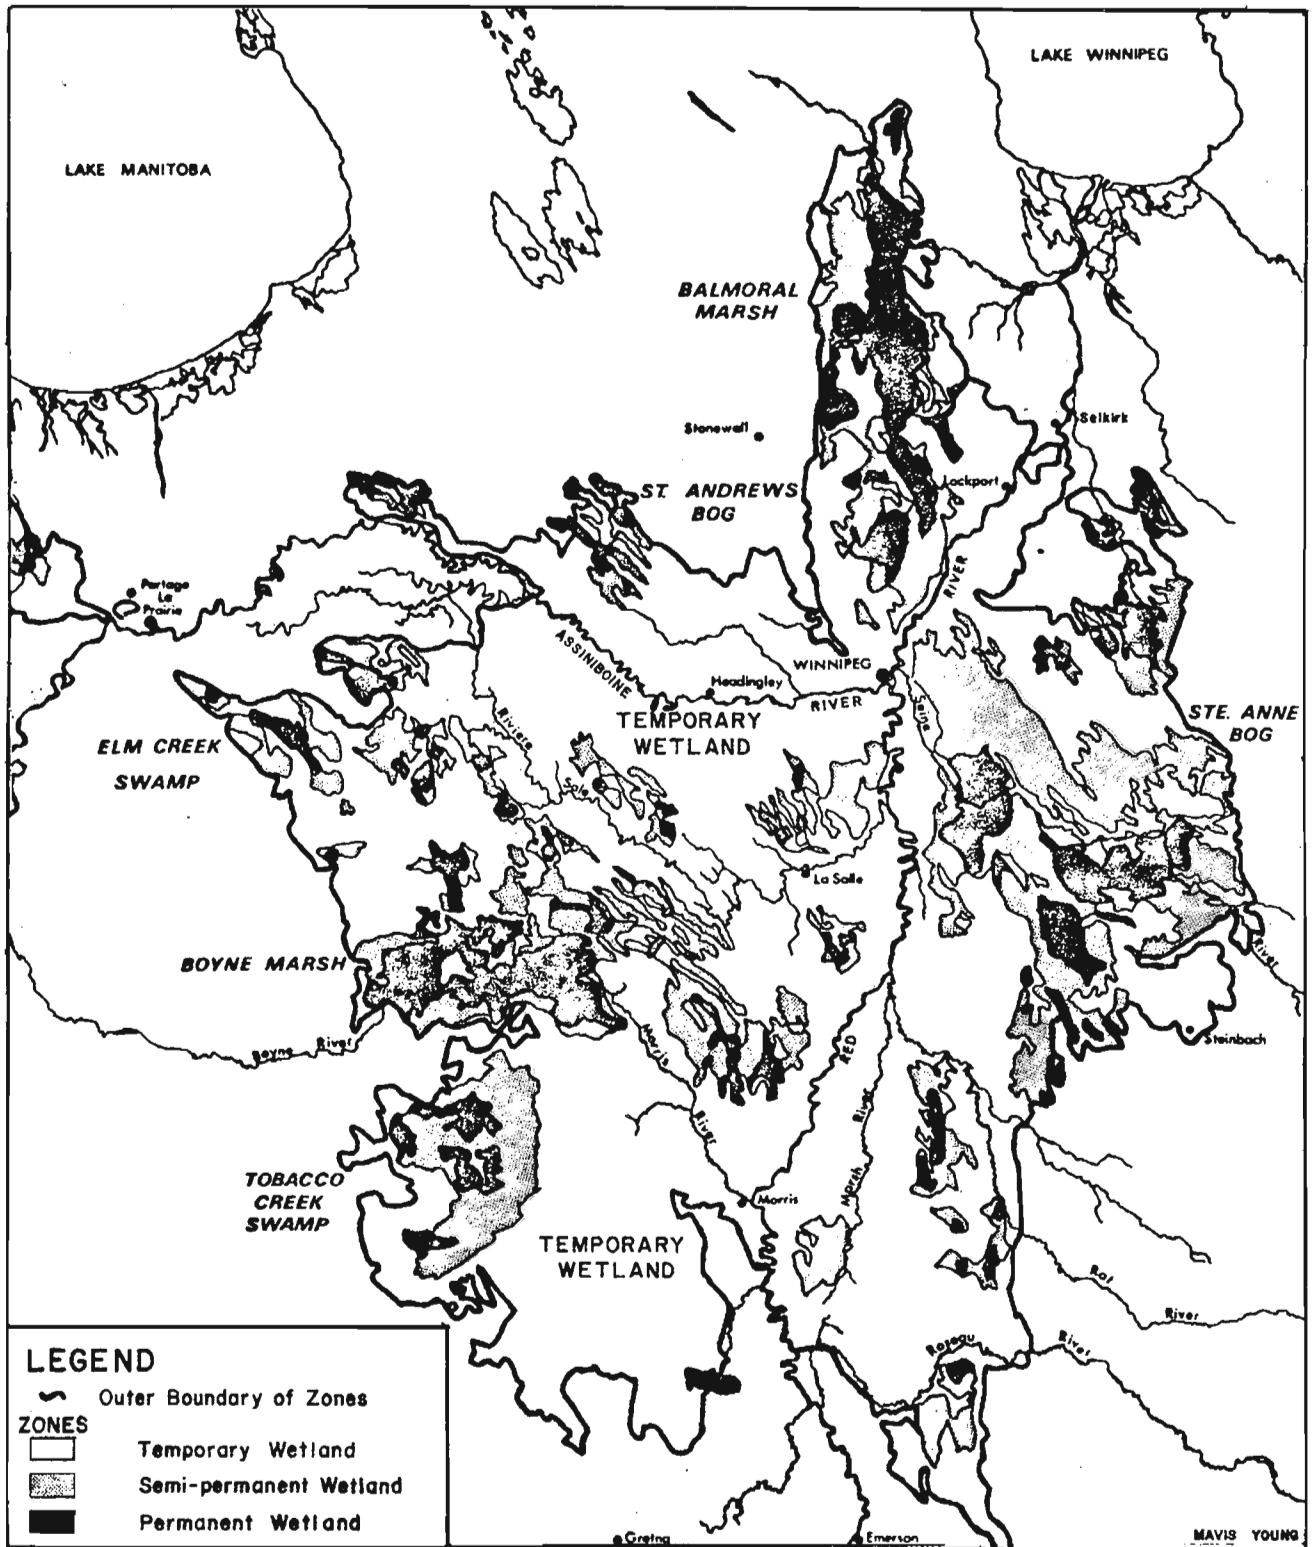 LAKE WINNIPEG
LAKE MANITOBA
BALMORAL
MARSH
Selkirk
Stonewall
Lockport
ST. ANDREWS
BOG
RIVER
Portage
La
Prairie
ASSINIBOINE
WINNIPEG
Headingley
RIVER
Seine
STE. ANNE
BOG
TEMPORARY
WETLAND
Riviere
Sale
ELM CREEK
SWAMP
La Salle
BOYNE MARSH
River
Boyne River
Morris
River
RED
River
Marsh
Steinbach
TOBACCO
CREEK
SWAMP
Morris
TEMPORARY
WETLAND
Rat
River
Roseau
River
LEGEND
Outer Boundary of Zones
ZONES
Temporary Wetland
Semi-permanent Wetland
Permanent Wetland
Gretna
Emerson
MAVIS YOUNG